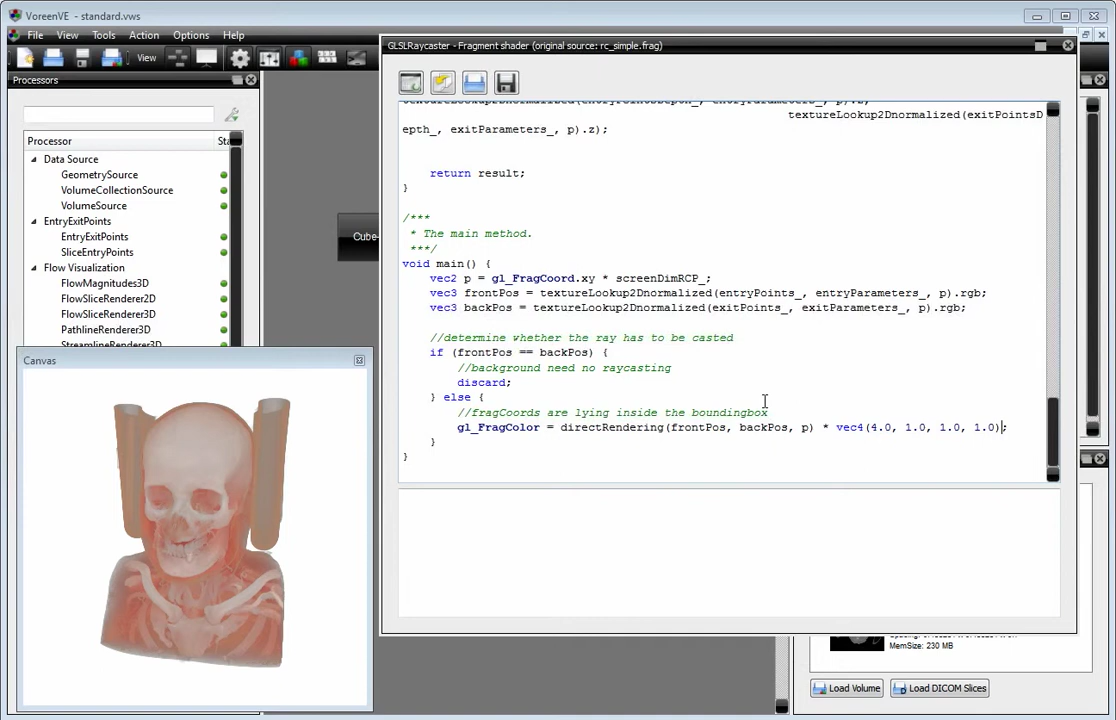 VoreenVE - standard.vws
File View Tools Action Options Help
View
Processors
Processor Sta
Data Source
GeometrySource
VolumeCollectionSource
VolumeSource
EntryExitPoints
EntryExitPoints
SliceEntryPoints
Flow Visualization
FlowMagnitudes3D
FlowSliceRenderer2D
FlowSliceRenderer3D
PathlineRenderer3D
StreamlineRenderer3D
Canvas
Cube-
GLSLRaycaster - Fragment shader (original source: rc_simple.frag)
textureLookup2Dnormalized(exitPointsD
epth_, exitParameters_, p).z);
return result;
}
/***
* The main method.
***/
void main() {
vec2 p = gl_FragCoord.xy * screenDimRCP_;
vec3 frontPos = textureLookup2Dnormalized(entryPoints_, entryParameters_, p).rgb;
vec3 backPos = textureLookup2Dnormalized(exitPoints_, exitParameters_, p).rgb;
//determine whether the ray has to be casted
if (frontPos == backPos) {
//background need no raycasting
discard;
} else {
//fragCoords are lying inside the boundingbox
gl_FragColor = directRendering(frontPos, backPos, p) * vec4(4.0, 1.0, 1.0, 1.0);
}
}
MemSize: 230 MB
Load Volume
Load DICOM Slices